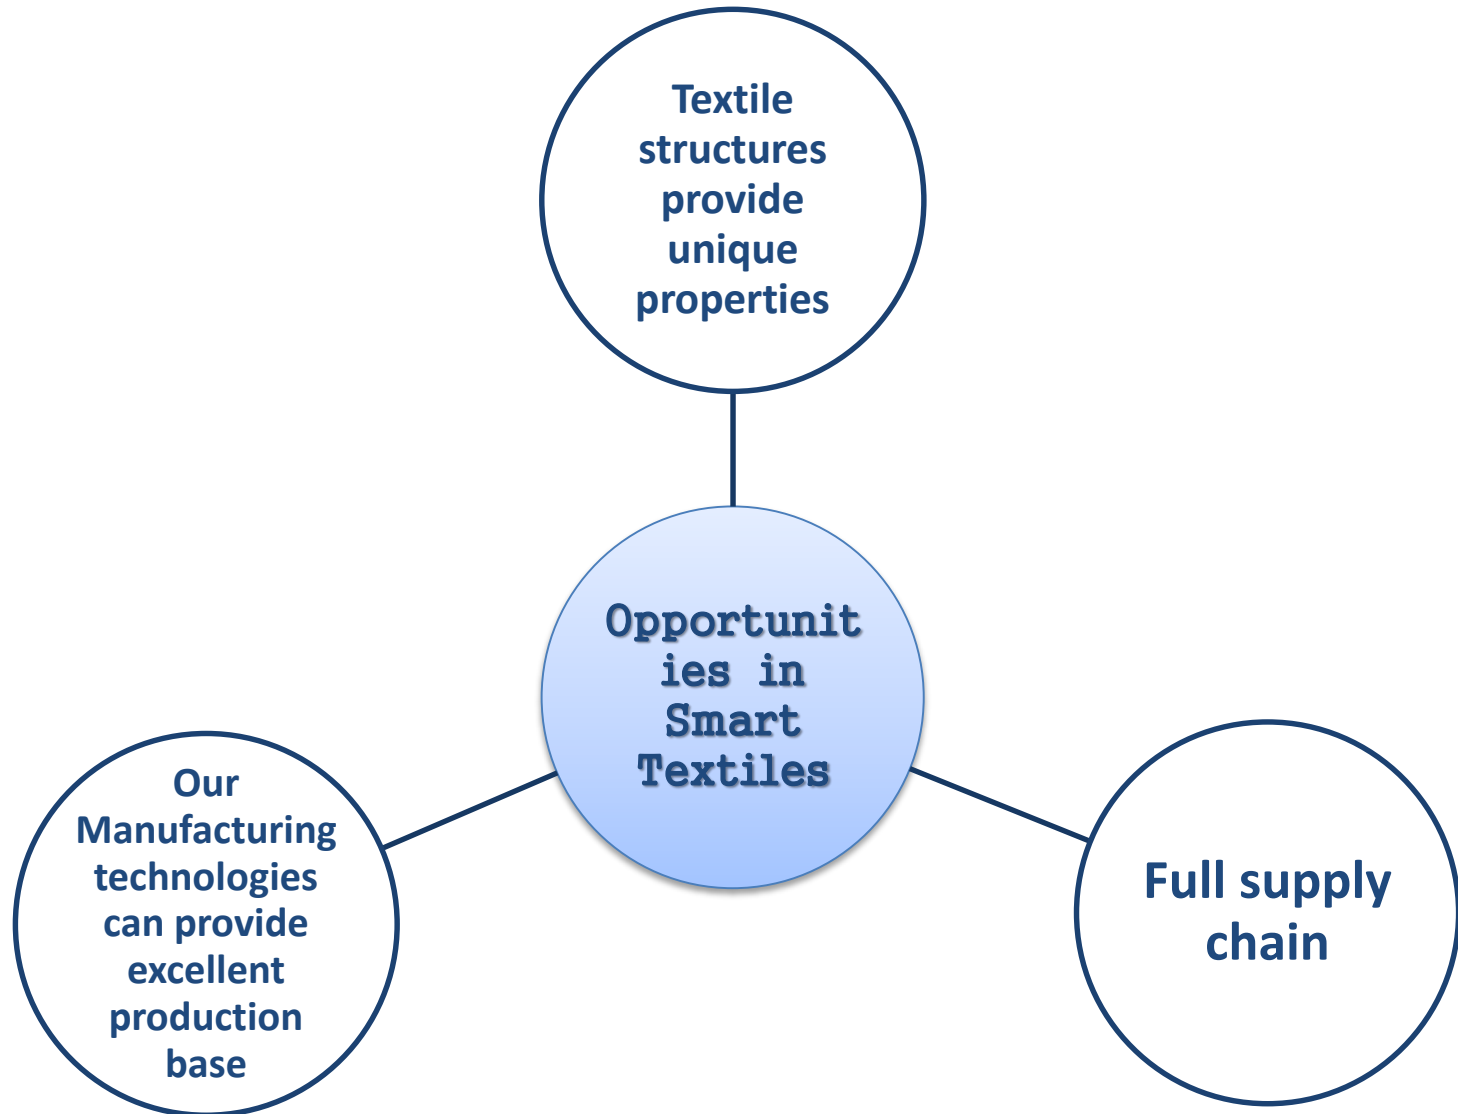 Textile
structures
provide
unique
properties
Opportunit
ies in
Smart
Textiles
Our
Manufacturing
technologies
can provide
excellent
production
base
Full supply
chain